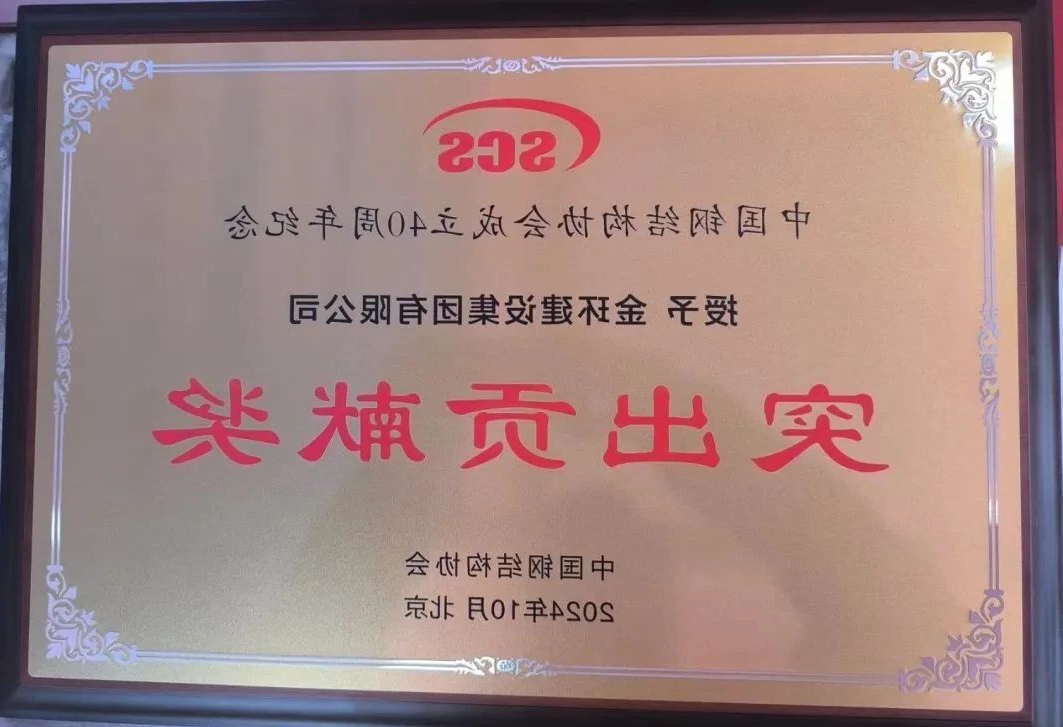 SCS
中国钢结构协会成立40周年纪念
授予 金环建设集团有限公司
突出贡献奖
中国钢结构协会
2024年10月 北京